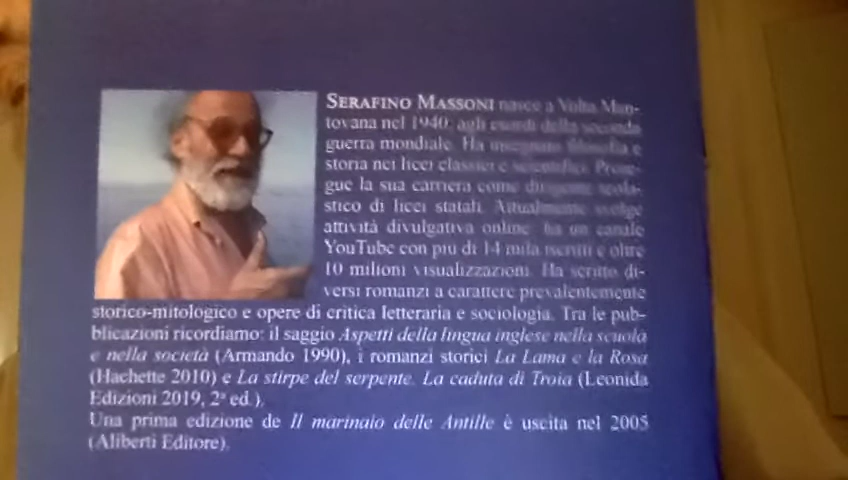 SERAFINO MASSONI nasce a Volta Man-
tovana nel 1940, agli esordi della seconda
guerra mondiale. Ha insegnato filosofia e
storia nei licei classici e scientifici. Prose-
gue la sua carriera come dirigente scola-
stico di licei statali. Attualmente svolge
attività divulgativa online: ha un canale
YouTube con più di 14 mila iscritti e oltre
10 milioni visualizzazioni. Ha scritto di-
versi romanzi a carattere prevalentemente
storico-mitologico e opere di critica letteraria e sociologia. Tra le pub-
blicazioni ricordiamo: il saggio Aspetti della lingua inglese nella scuola
e nella società (Armando 1990), i romanzi storici La Lama e la Rosa
(Hachette 2010) e La stirpe del serpente. La caduta di Troia (Leonida
Edizioni 2019, 2ª ed.).
Una prima edizione de Il marinaio delle Antille è uscita nel 2005
(Aliberti Editore).